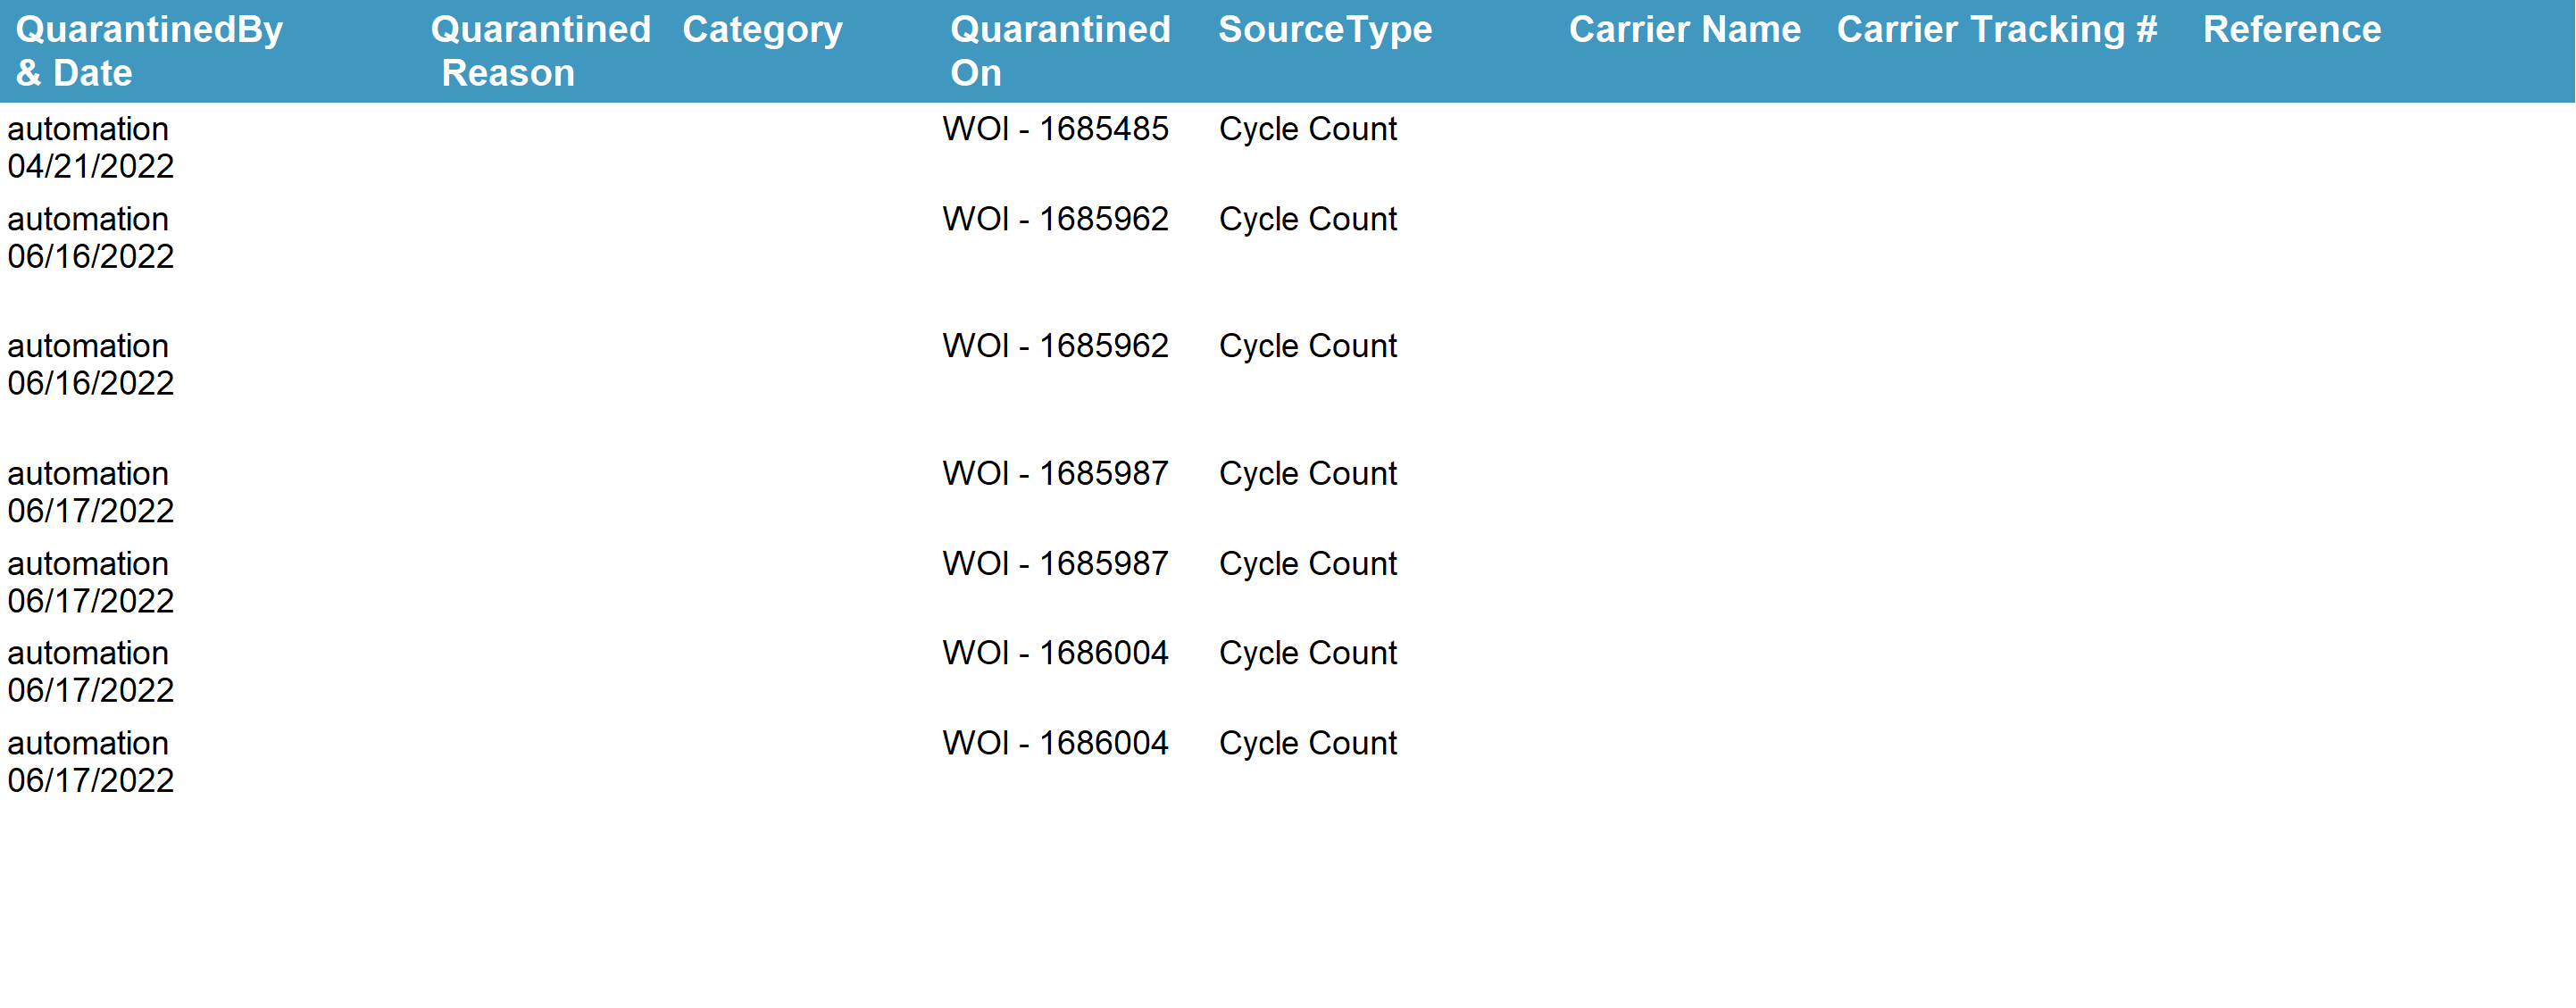 QuarantinedBy & Date Quarantined Reason Category Quarantined On SourceType Carrier Name Carrier Tracking # Reference
automation WOI - 1685485 Cycle Count
04/21/2022
automation WOI - 1685962 Cycle Count
06/16/2022
automation WOI - 1685962 Cycle Count
06/16/2022
automation WOI - 1685987 Cycle Count
06/17/2022
automation WOI - 1685987 Cycle Count
06/17/2022
automation WOI - 1686004 Cycle Count
06/17/2022
automation WOI - 1686004 Cycle Count
06/17/2022